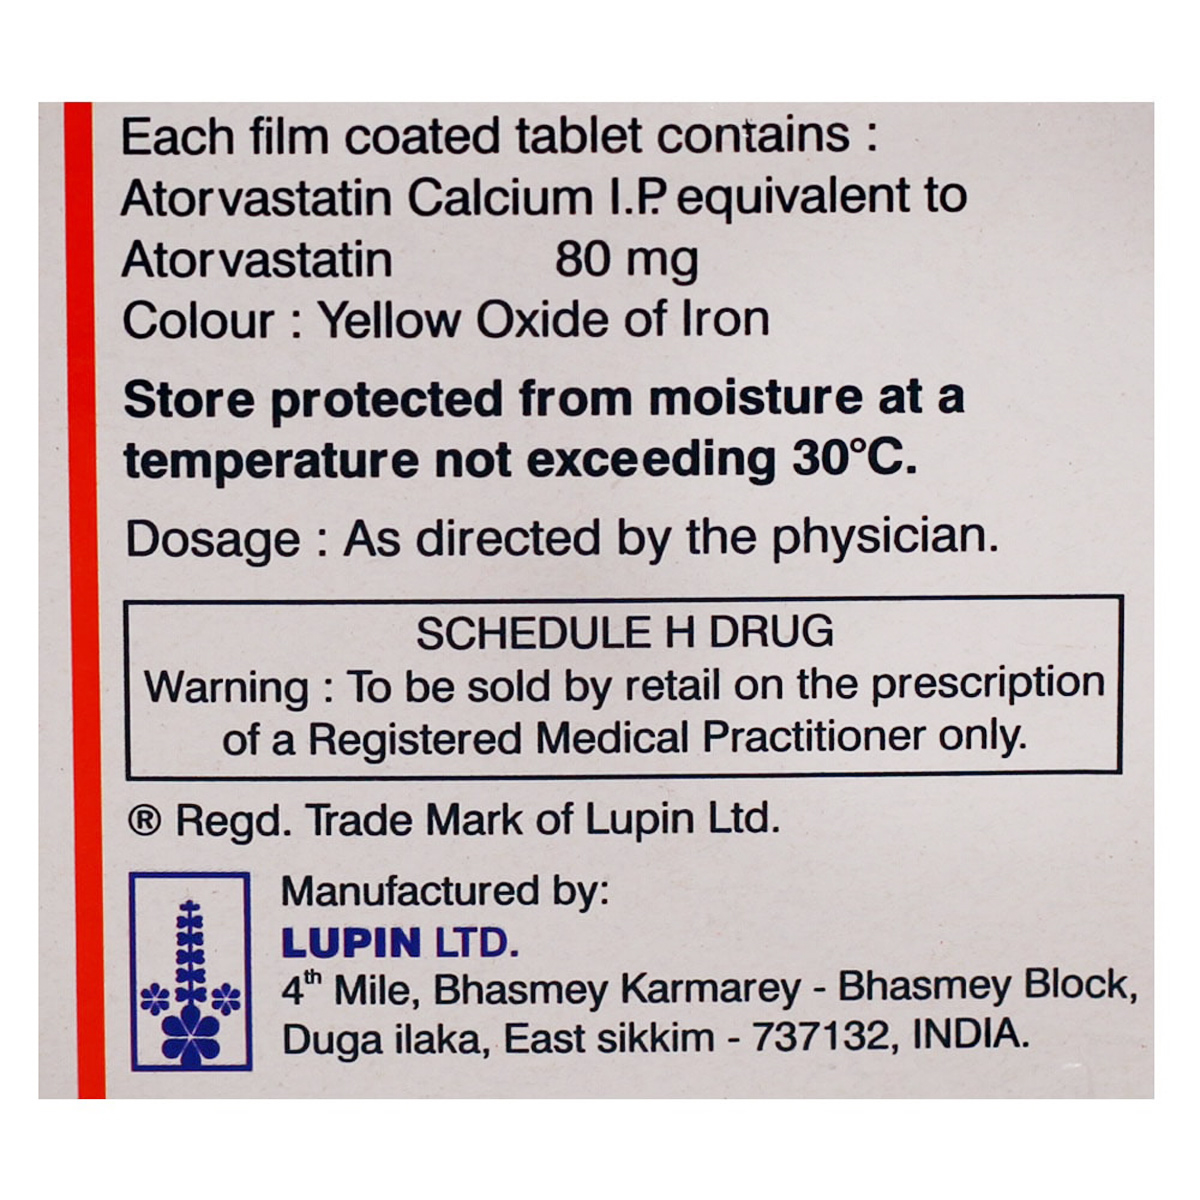 Each film coated tablet contains :
Atorvastatin Calcium I.P. equivalent to
Atorvastatin 80 mg
Colour : Yellow Oxide of Iron
Store protected from moisture at a
temperature not exceeding 30°C.
Dosage : As directed by the physician.
SCHEDULE H DRUG
Warning : To be sold by retail on the prescription
of a Registered Medical Practitioner only.
® Regd. Trade Mark of Lupin Ltd.
Manufactured by:
LUPIN LTD.
4th Mile, Bhasmey Karmarey - Bhasmey Block,
Duga ilaka, East sikkim - 737132, INDIA.